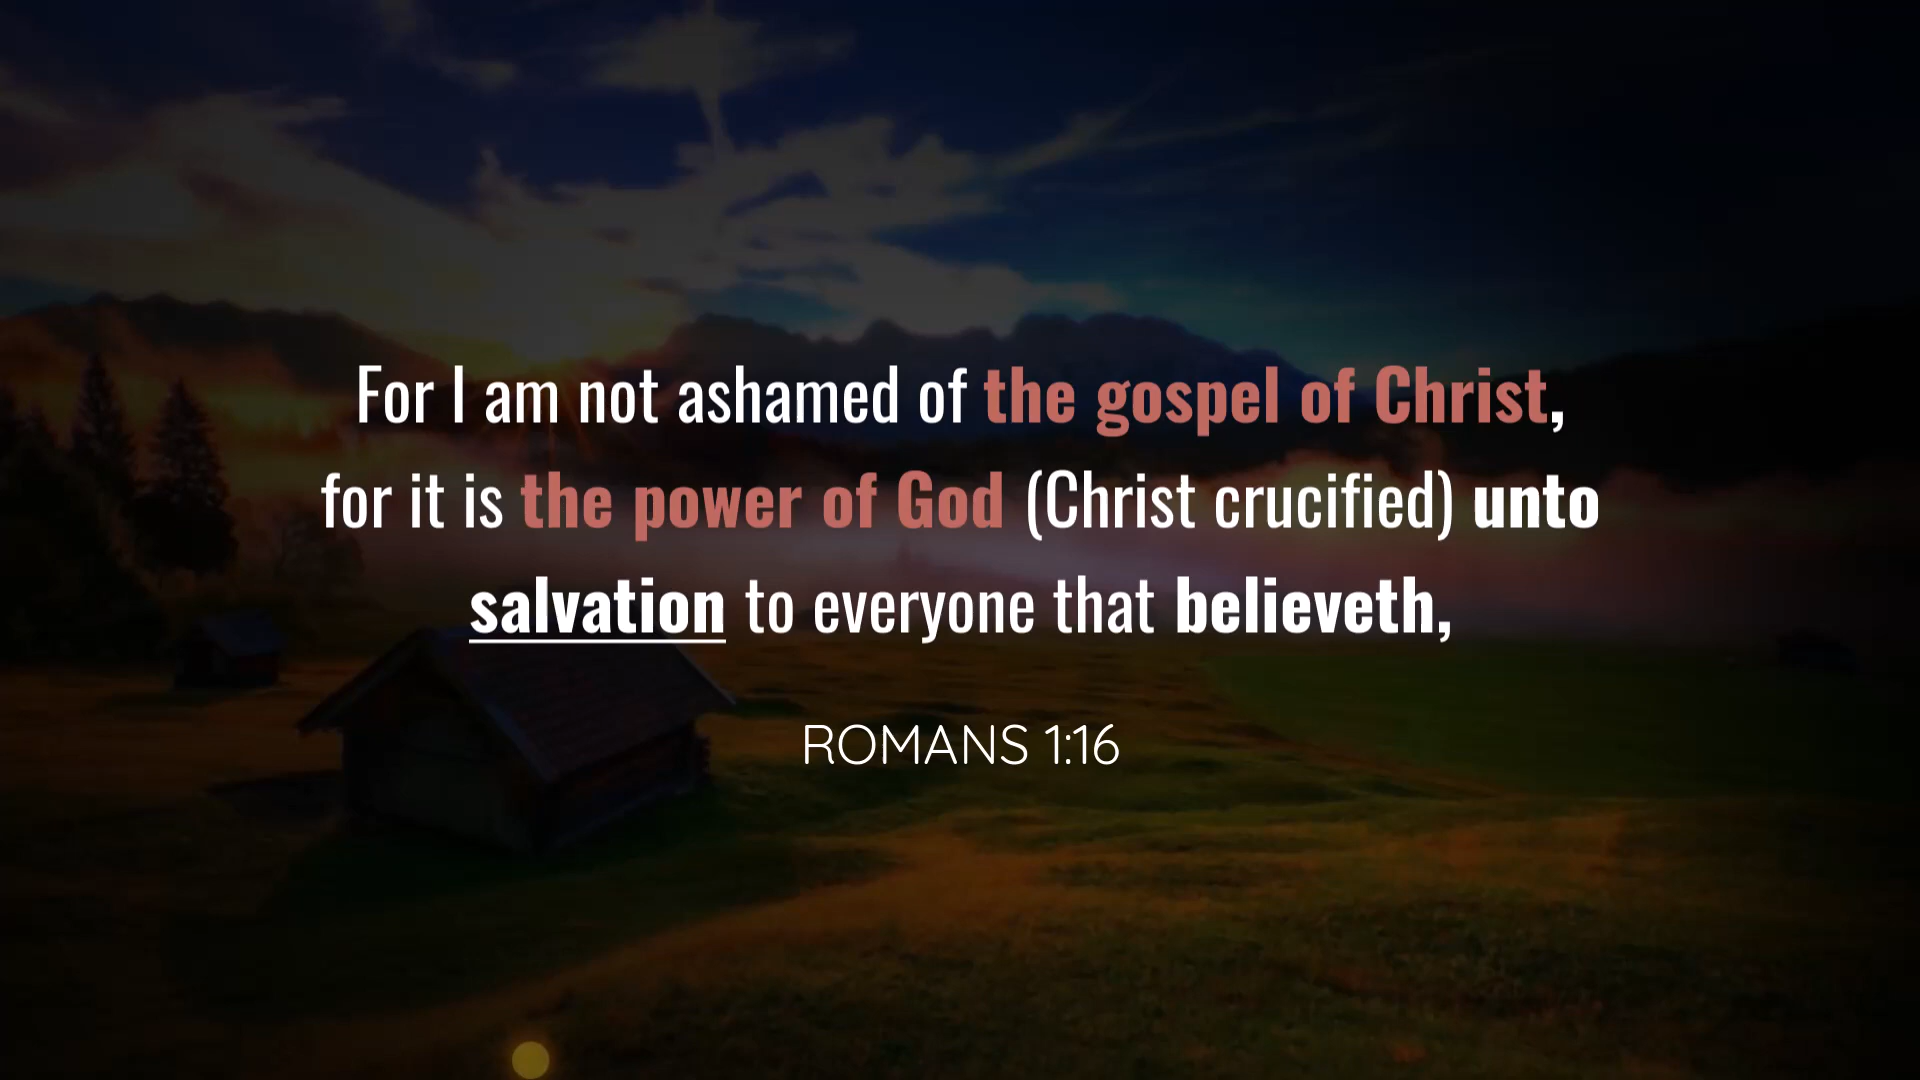 For I am not ashamed of the gospel of Christ,
for it is the power of God (Christ crucified) unto
salvation to everyone that believeth,
ROMANS 1:16